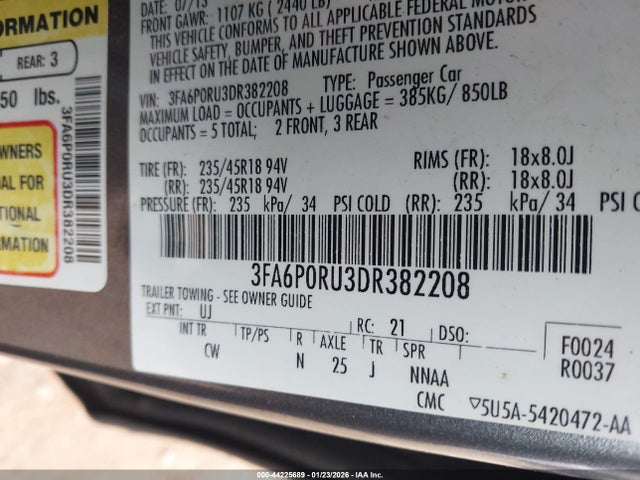 ORMATION
REAR: 3
50 lbs.
WNERS
UAL FOR
TIONAL
RMATION
3FA6P0RU3DR382208
DATE: 07/13
FRONT GAWR: 1107 KG ( 2440 LB)
THIS VEHICLE CONFORMS TO ALL APPLICABLE FEDERAL MOTOR
VEHICLE SAFETY, BUMPER, AND THEFT PREVENTION STANDARDS
IN EFFECT ON THE DATE OF MANUFACTURE SHOWN ABOVE.
VIN: 3FA6P0RU3DR382208 TYPE: Passenger Car
MAXIMUM LOAD = OCCUPANTS + LUGGAGE = 385KG/ 850LB
OCCUPANTS = 5 TOTAL; 2 FRONT, 3 REAR
TIRE (FR): 235/45R18 94V RIMS (FR): 18x8.0J
(RR): 235/45R18 94V (RR): 18x8.0J
PRESSURE (FR): 235 kPa/ 34 PSI COLD (RR): 235 kPa/ 34 PSI CO
3FA6P0RU3DR382208
TRAILER TOWING - SEE OWNER GUIDE
EXT PNT: UJ RC: 21 DSO:
INT TR TP/PS R AXLE TR SPR
CW N 25 J NNAA
CMC
F0024
R0037
5U5A-5420472-AA
000-44225689 - 01/23/2026 - IAA Inc.